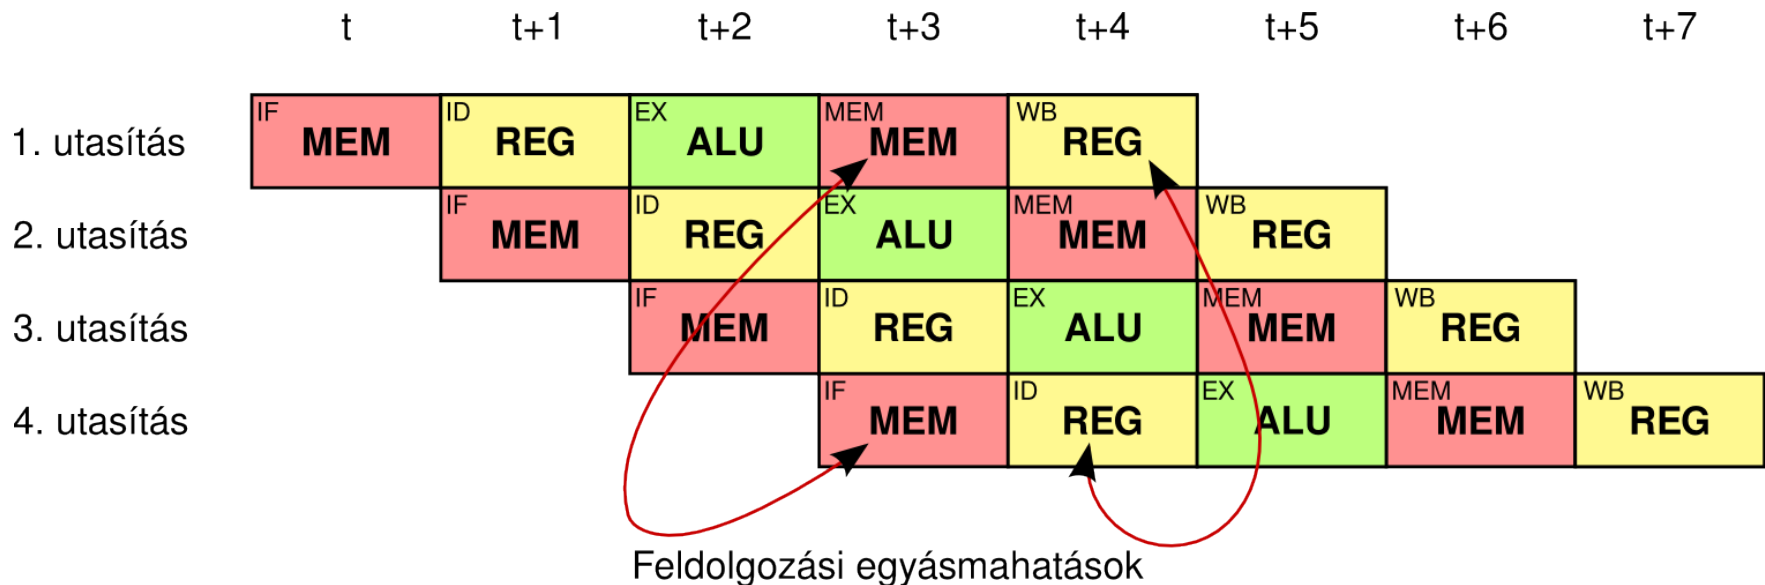 t t+1 t+2 t+3 t+4 t+5 t+6 t+7
1. utasítás IF MEM ID REG EX ALU MEM MEM WB REG
2. utasítás IF MEM ID REG EX ALU MEM MEM WB REG
3. utasítás IF MEM ID REG EX ALU MEM MEM WB REG
4. utasítás IF MEM ID REG EX ALU MEM MEM WB REG
Feldolgozási egyásmahatások